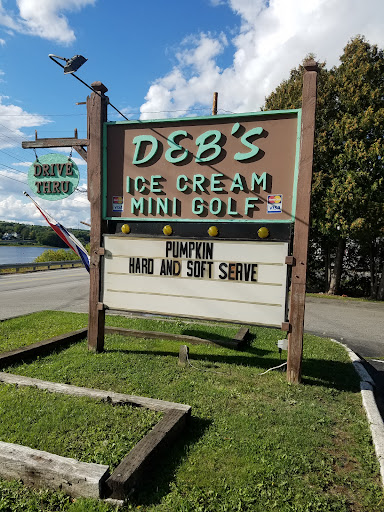 DRIVE
THRU
DEB'S
ICE CREAM
MINI GOLF
PUMPKIN
HARD AND SOFT SERVE